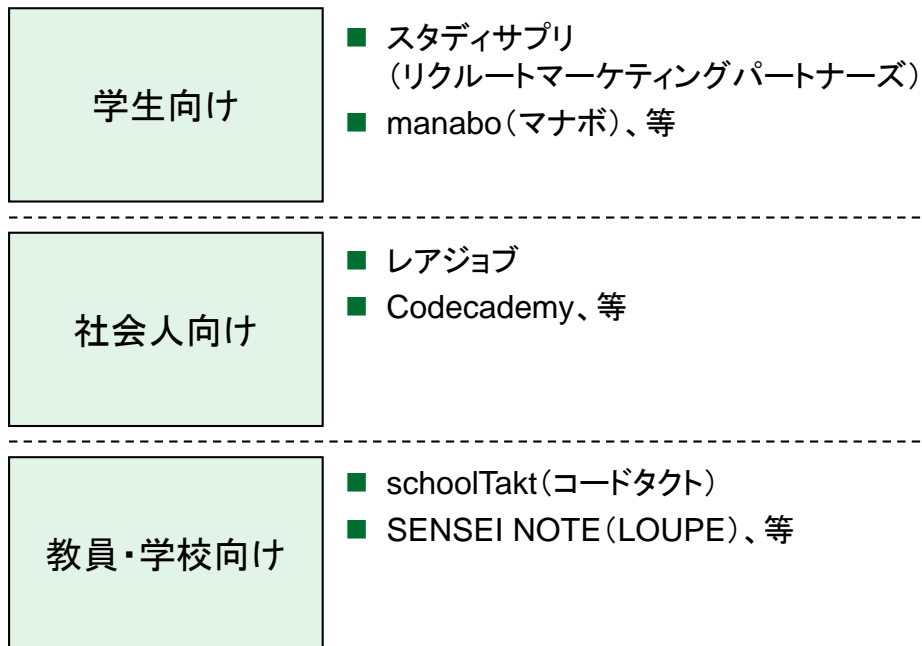 学生向け
■ スタディサプリ
（リクルートマーケティングパートナーズ）
■ manabo（マナボ）、等
社会人向け
■ レアジョブ
■ Codecademy、等
教員・学校向け
■ schoolTakt（コードタクト）
■ SENSEI NOTE（LOUPE）、等